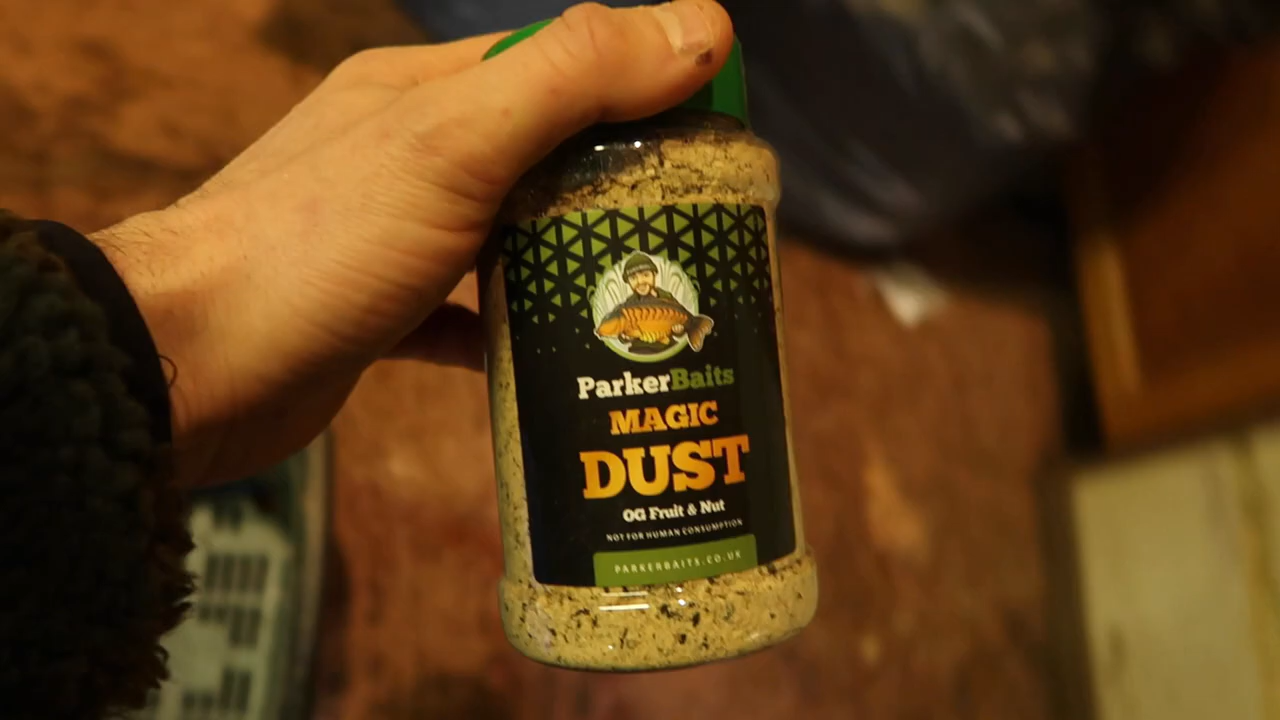 ParkerBaits
MAGIC
DUST
OG Fruit & Nut
NOT FOR HUMAN CONSUMPTION
PARKERBAITS.CO.UK